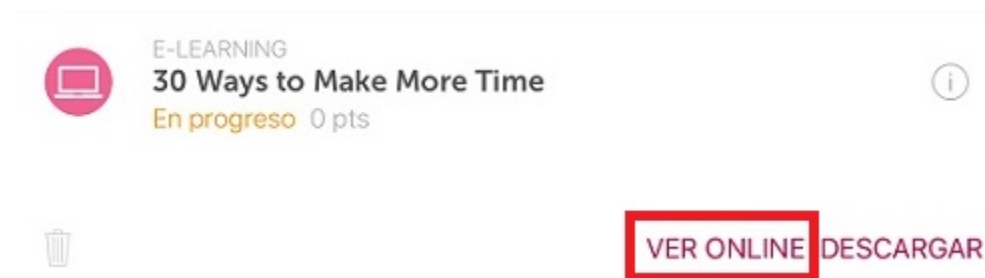 E-LEARNING
30 Ways to Make More Time
En progreso 0 pts
VER ONLINE DESCARGAR